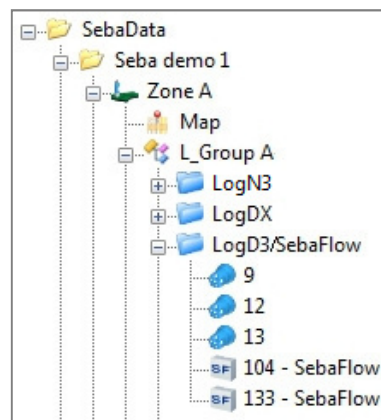 SebaData
Seba demo 1
Zone A
Map
L_Group A
LogN3
LogDX
LogD3/SebaFlow
9
12
13
SF 104 - SebaFlow
SF 133 - SebaFlow